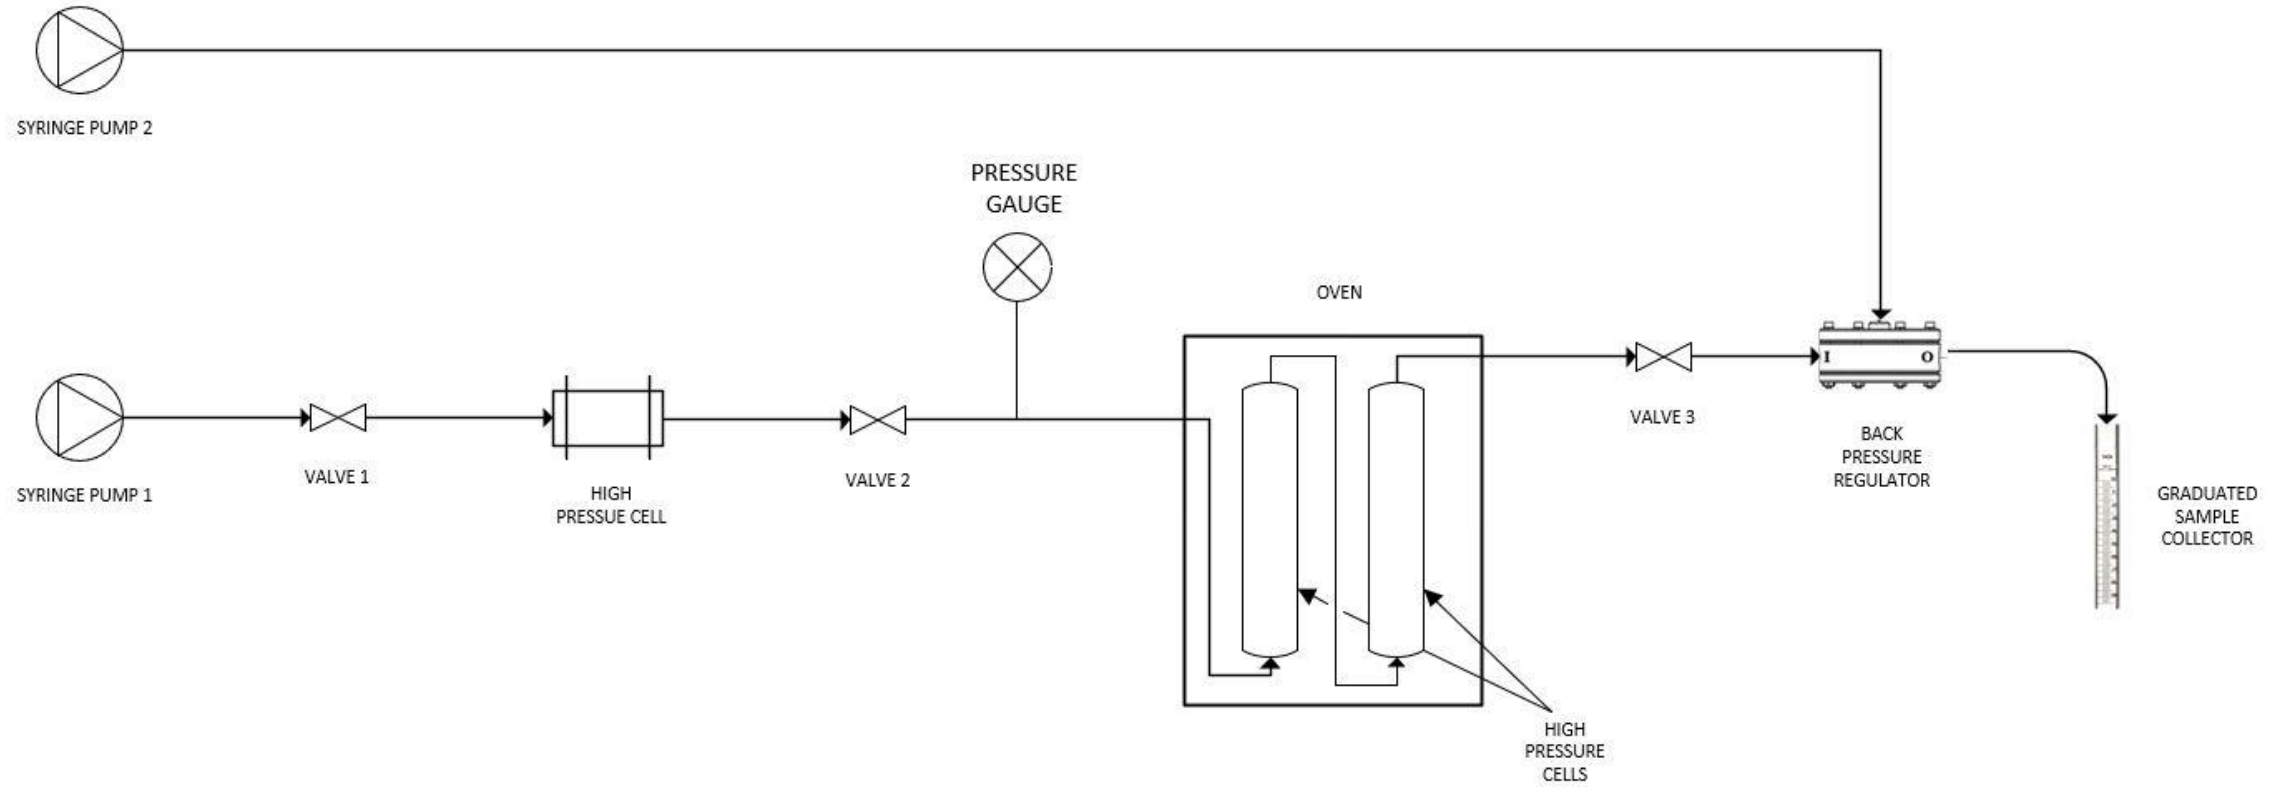 SYRINGE PUMP 2
PRESSURE
GAUGE
OVEN
I
O
SYRINGE PUMP 1
VALVE 1
HIGH
PRESSUE CELL
VALVE 2
VALVE 3
BACK
PRESSURE
REGULATOR
GRADUATED
SAMPLE
COLLECTOR
HIGH
PRESSURE
CELLS